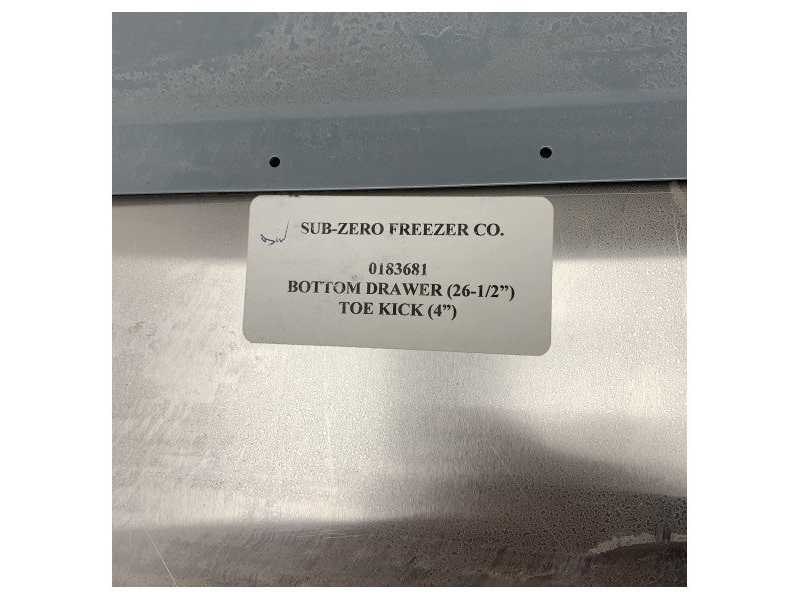 SUB-ZERO FREEZER CO.
0183681
BOTTOM DRAWER (26-1/2”)
TOE KICK (4”)